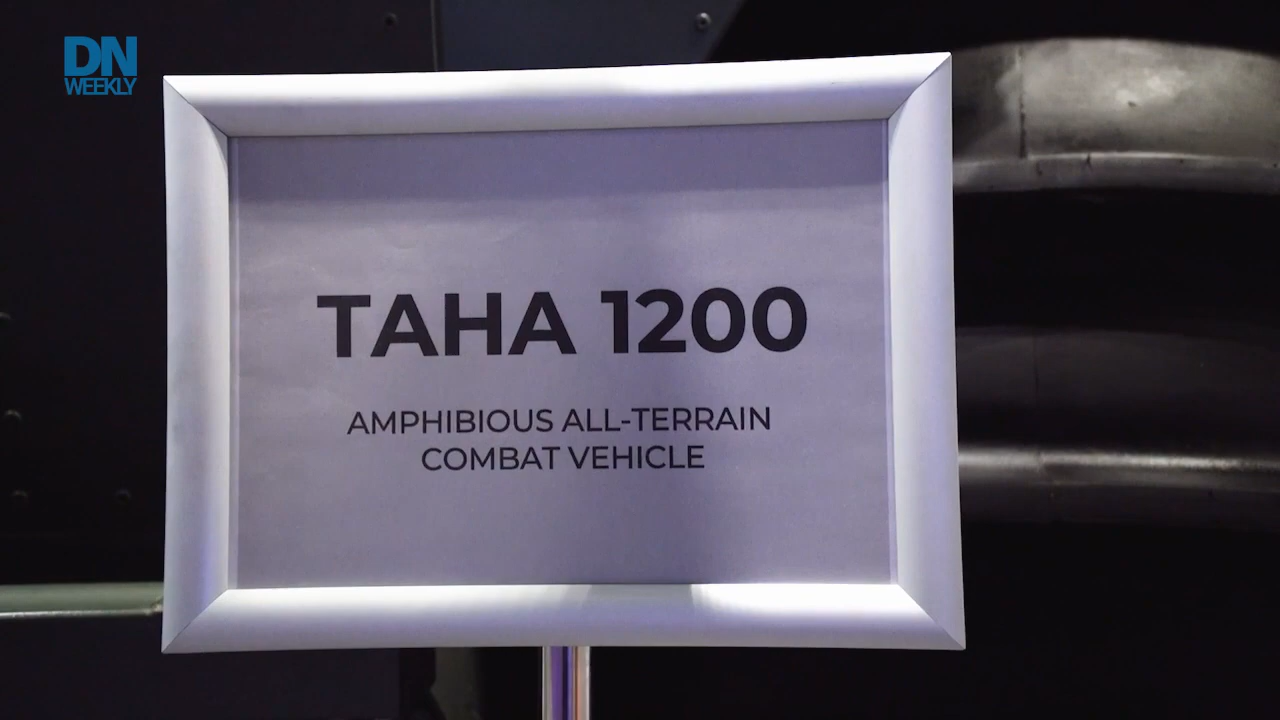 DN
WEEKLY
TAHA 1200
AMPHIBIOUS ALL-TERRAIN
COMBAT VEHICLE